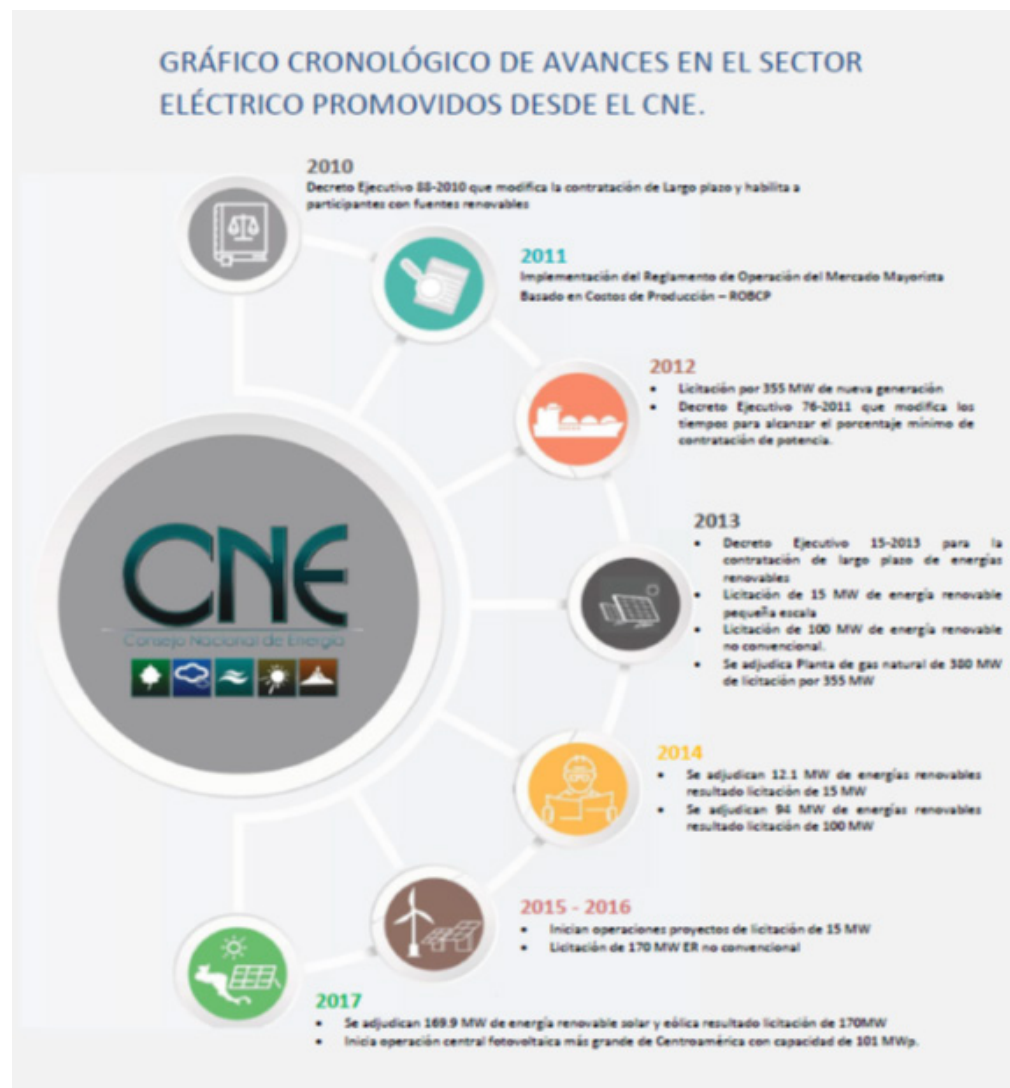 GRÁFICO CRONOLÓGICO DE AVANCES EN EL SECTOR
ELÉCTRICO PROMOVIDOS DESDE EL CNE.
2010
Decreto Ejecutivo 88-2010 que modifica la contratación de Largo plazo y habilita a
participantes con fuentes renovables
2011
Implementación del Reglamento de Operación del Mercado Mayorista
Basado en Costos de Producción – ROBCP
2012
• Licitación por 355 MW de nueva generación
• Decreto Ejecutivo 76-2011 que modifica los
tiempos para alcanzar el porcentaje mínimo de
contratación de potencia.
2013
• Decreto Ejecutivo 15-2013 para la
contratación de largo plazo de energías
renovables
• Licitación de 15 MW de energía renovable
pequeña escala
• Licitación de 100 MW de energía renovable
no convencional.
• Se adjudica Planta de gas natural de 380 MW
de licitación por 355 MW
CNE
Consejo Nacional de Energía
2014
• Se adjudican 12.1 MW de energías renovables
resultado licitación de 15 MW
• Se adjudican 94 MW de energías renovables
resultado licitación de 100 MW
2015 - 2016
• Inician operaciones proyectos de licitación de 15 MW
• Licitación de 170 MW ER no convencional
2017
• Se adjudican 169.9 MW de energía renovable solar y eólica resultado licitación de 170MW
• Inicia operación central fotovoltaica más grande de Centroamérica con capacidad de 101 MWp.